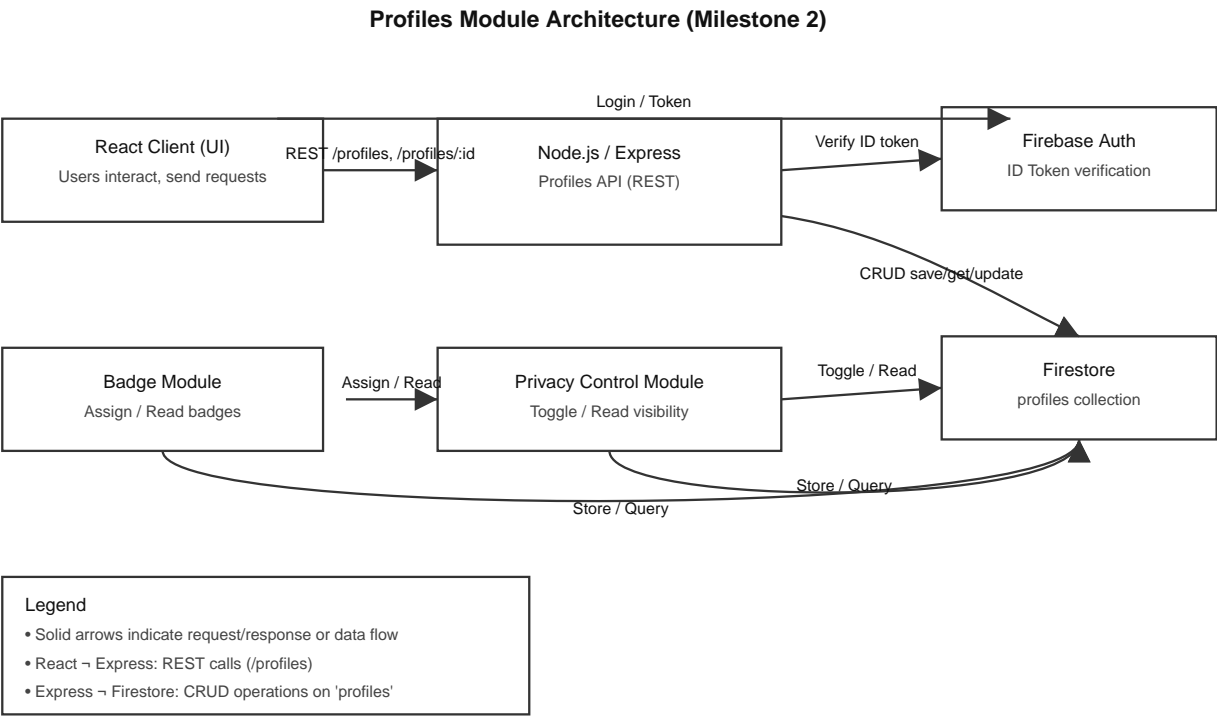 Profiles Module Architecture (Milestone 2)
Login / Token
React Client (UI)
Users interact, send requests
REST /profiles, /profiles/:id
Node.js / Express
Profiles API (REST)
Verify ID token
Firebase Auth
ID Token verification
CRUD save/get/update
Badge Module
Assign / Read badges
Assign / Read
Privacy Control Module
Toggle / Read visibility
Toggle / Read
Firestore
profiles collection
Store / Query
Store / Query
Legend
• Solid arrows indicate request/response or data flow
• React ¬ Express: REST calls (/profiles)
• Express ¬ Firestore: CRUD operations on 'profiles'